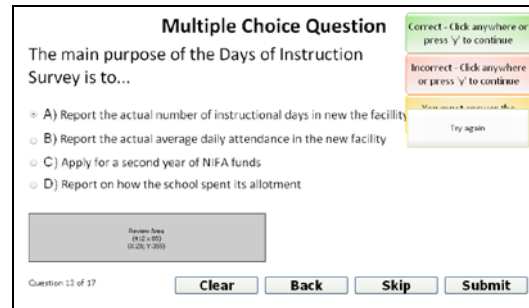 Multiple Choice Question
The main purpose of the Days of Instruction
Survey is to...
A) Report the actual number of instructional days in new the facility
B) Report the actual average daily attendance in the new facility
C) Apply for a second year of NIFA funds
D) Report on how the school spent its allotment
Correct - Click anywhere or
press 'y' to continue
Incorrect - Click anywhere
or press 'y' to continue
You must answer the
Try again
Review Area
Question 13 of 17
Clear
Back
Skip
Submit